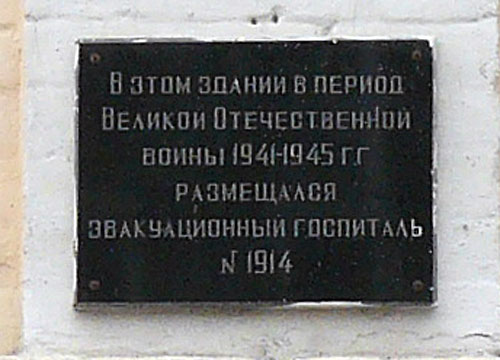 В этом здании в период
Великой Отечественной
войны 1941-1945 г.г
размещался
эвакуационный госпиталь
№ 1914